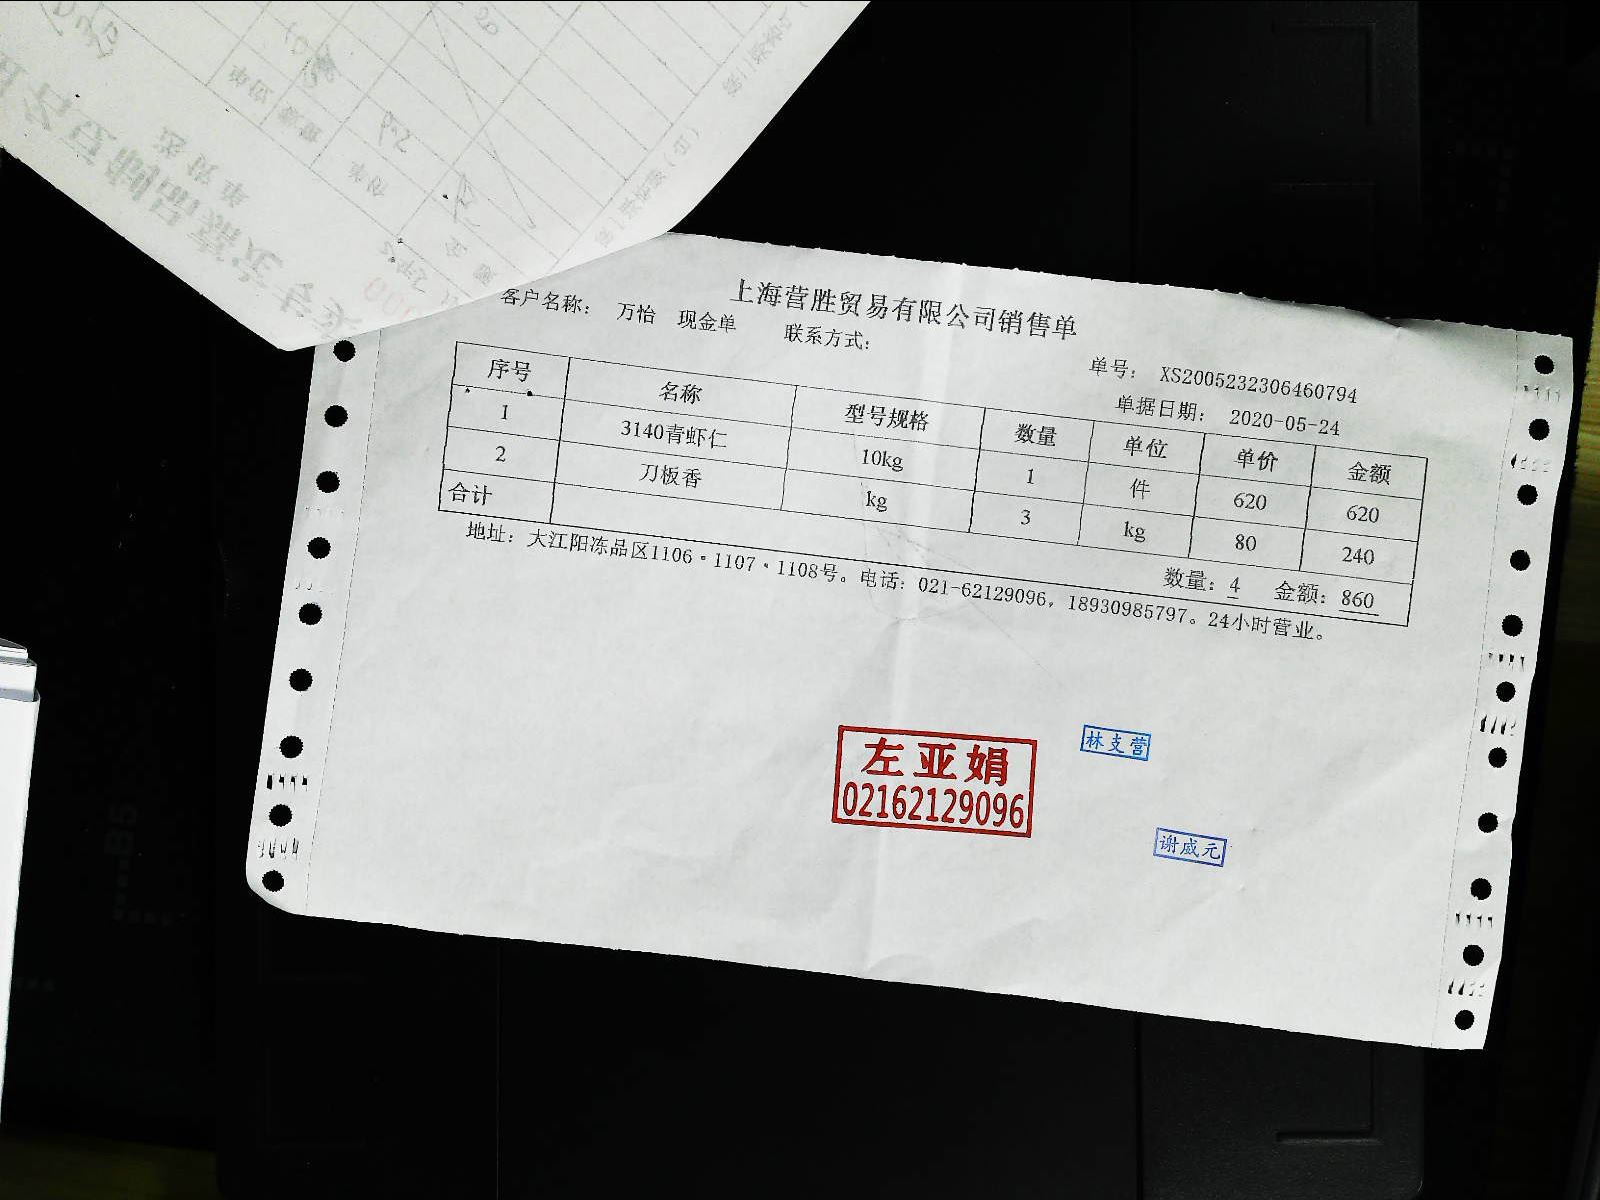 上海营胜贸易有限公司销售单
客户名称： 万怡 现金单 联系方式：
单号： XS2005232306460794
单据日期： 2020-05-24
序号 名称 型号规格 数量 单位 单价 金额
1 3140青虾仁 10kg 1 件 620 620
2 刀板香 kg 3 kg 80 240
合计 数量：4 金额：860
地址：大江阳冻品区1106·1107·1108号。电话：021-62129096，18930985797。24小时营业。
左亚娟
02162129096
林支营
谢威元